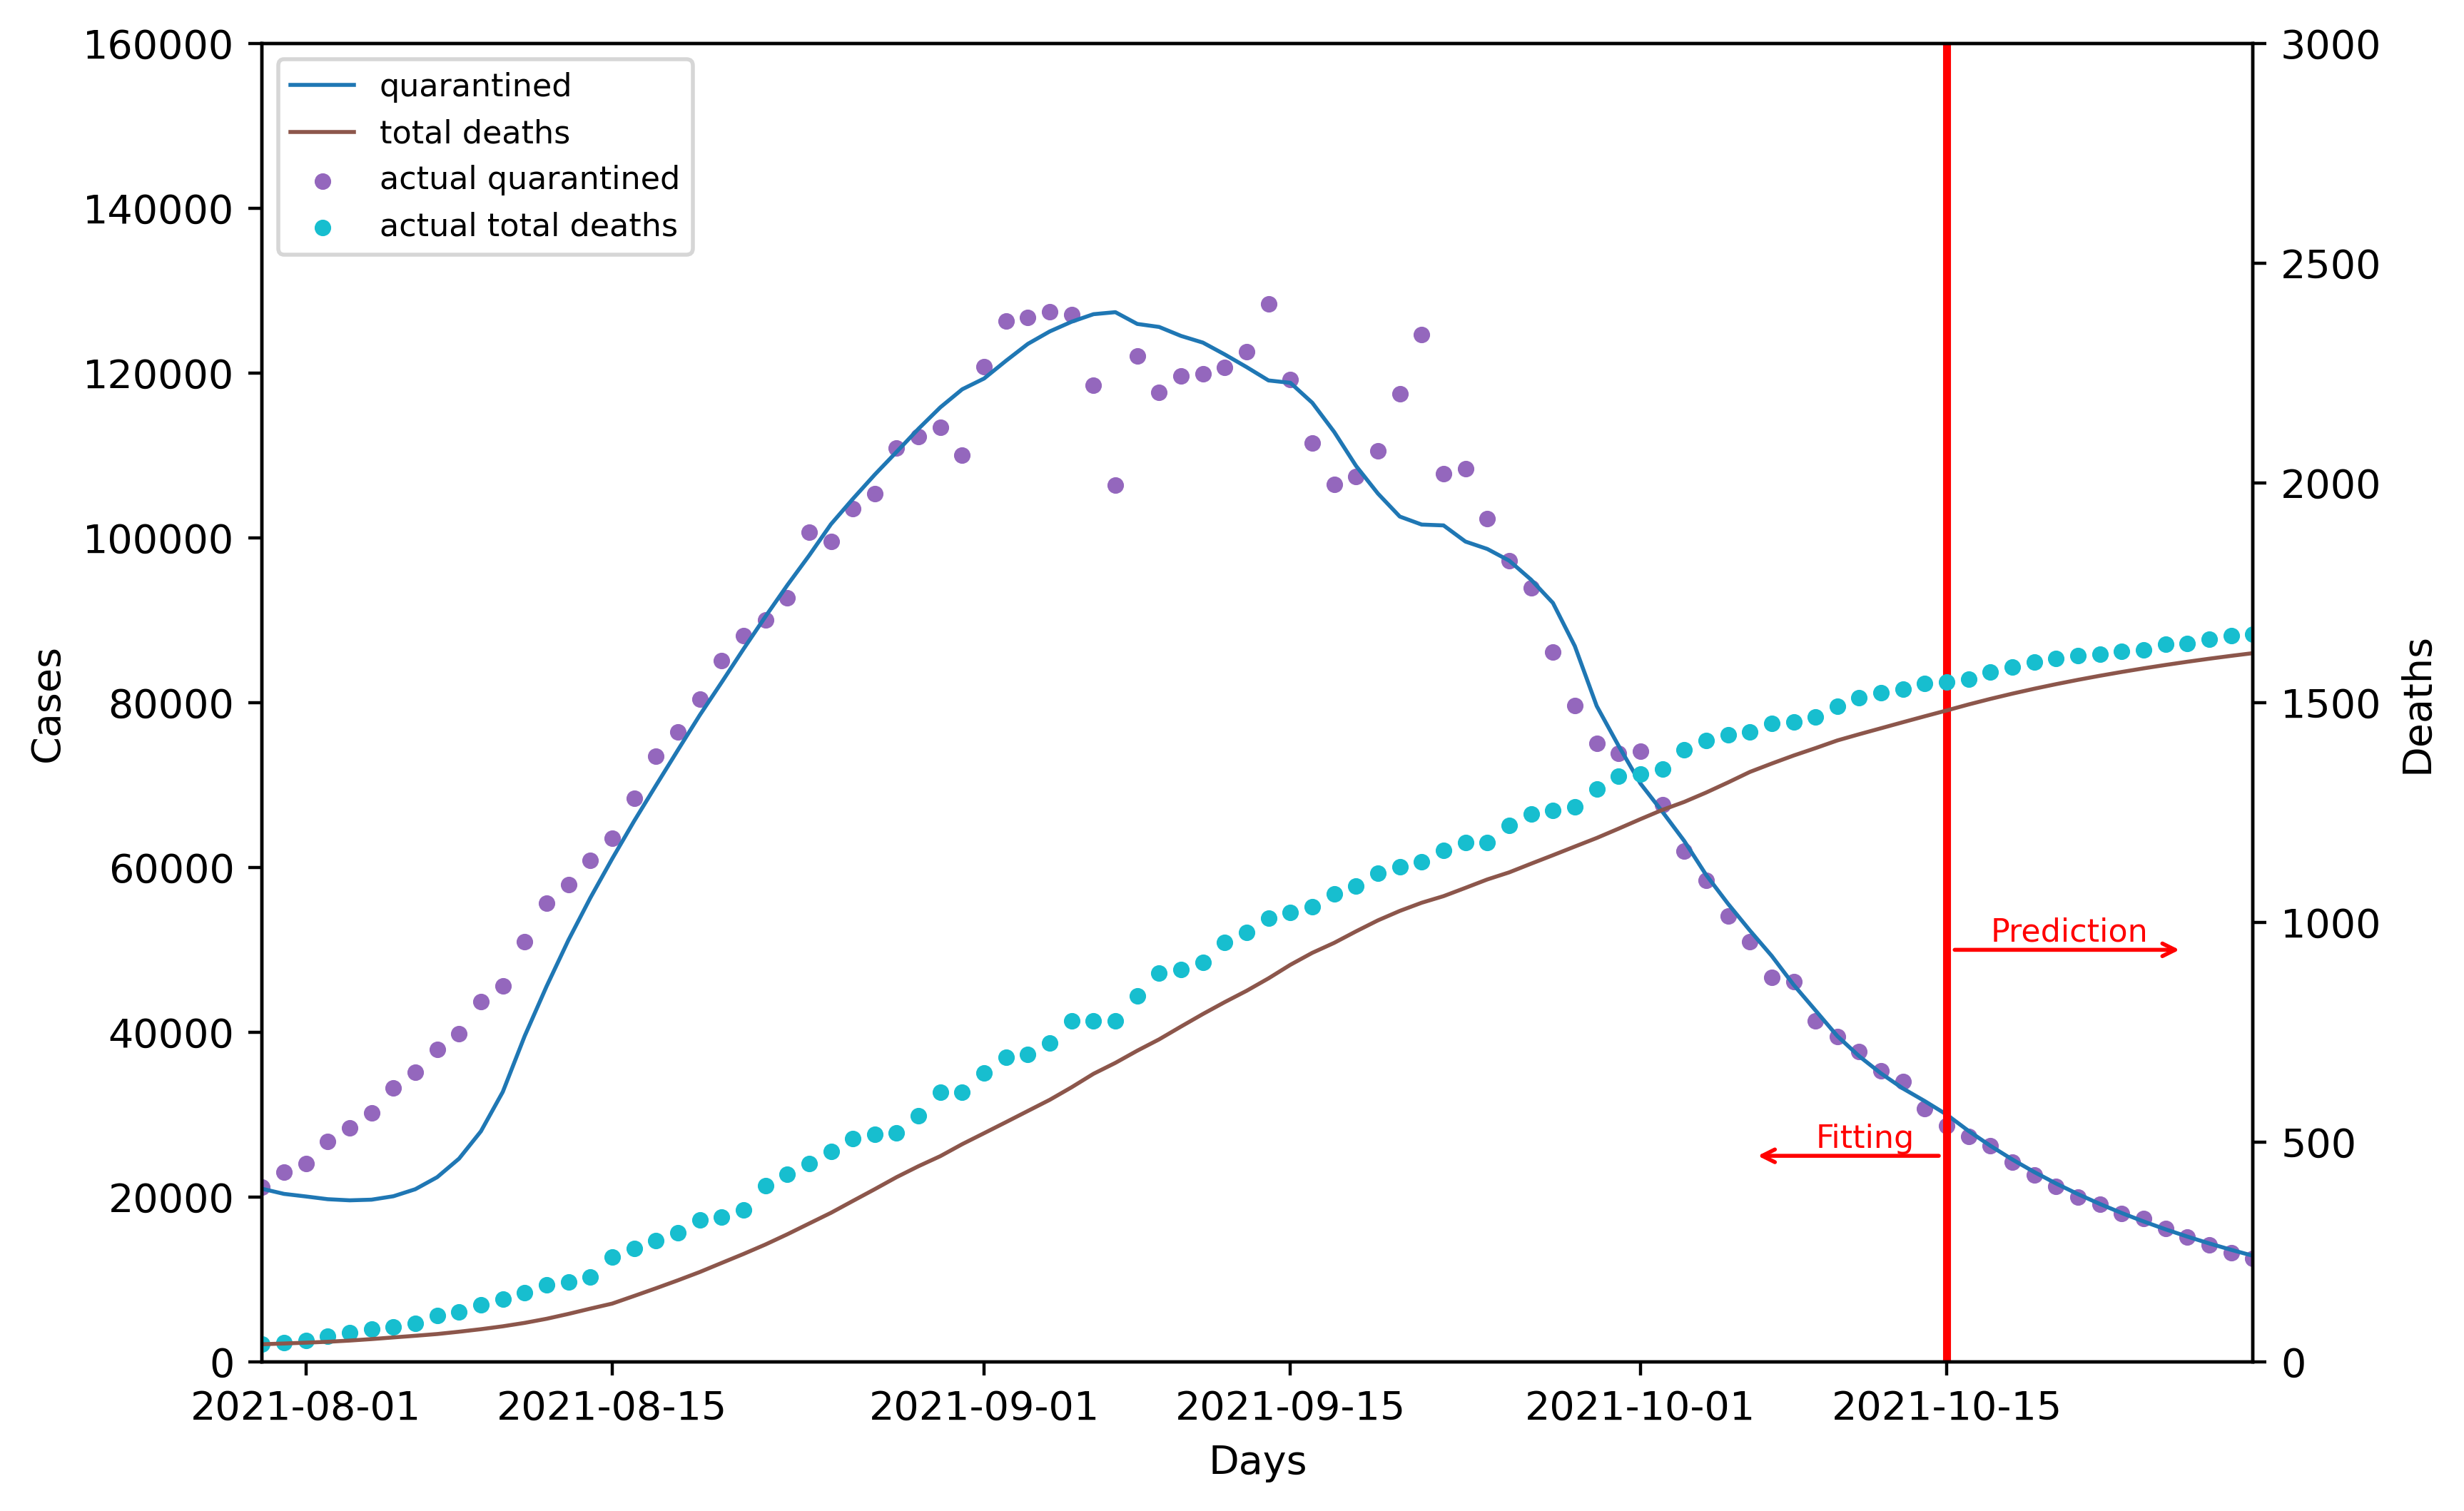 160000
140000
120000
100000
80000
60000
40000
20000
0
Cases
quarantined
total deaths
actual quarantined
actual total deaths
3000
2500
2000
1500
1000
500
0
Deaths
Prediction
Fitting
2021-08-01 2021-08-15 2021-09-01 2021-09-15 2021-10-01 2021-10-15
Days